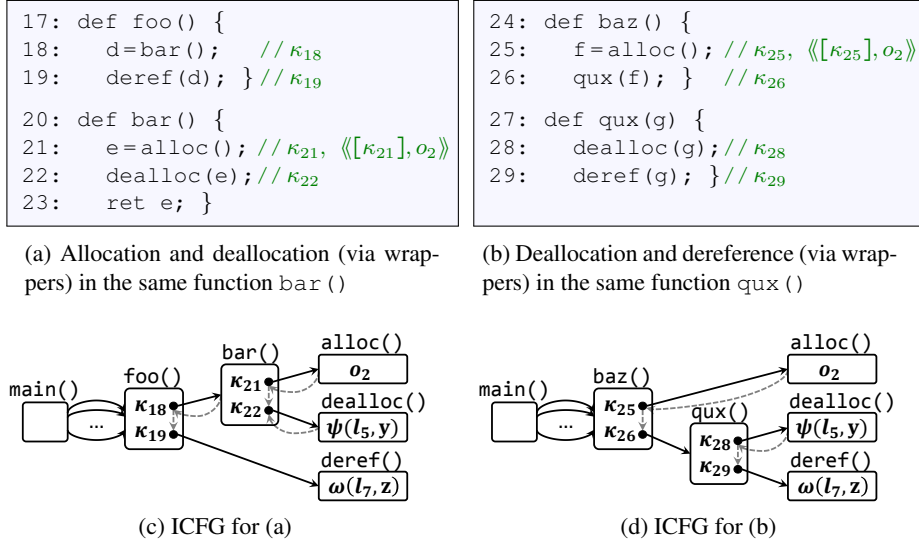 17: def foo() {
18:   d=bar();   //κ₁₈
19:   deref(d); }//κ₁₉
20: def bar() {
21:   e=alloc();//κ₂₁, ⟪[κ₂₁],o₂⟫
22:   dealloc(e);//κ₂₂
23:   ret e; }
(a) Allocation and deallocation (via wrap-
pers) in the same function bar()
24: def baz() {
25:   f=alloc();//κ₂₅, ⟪[κ₂₅],o₂⟫
26:   qux(f); }  //κ₂₆
27: def qux(g) {
28:   dealloc(g);//κ₂₈
29:   deref(g); }//κ₂₉
(b) Deallocation and dereference (via wrap-
pers) in the same function qux()
main()
...
foo()
κ₁₈
κ₁₉
bar()
κ₂₁
κ₂₂
alloc()
o₂
dealloc()
ψ(l₅,y)
deref()
ω(l₇,z)
(c) ICFG for (a)
main()
...
baz()
κ₂₅
κ₂₆
qux()
κ₂₈
κ₂₉
alloc()
o₂
dealloc()
ψ(l₅,y)
deref()
ω(l₇,z)
(d) ICFG for (b)